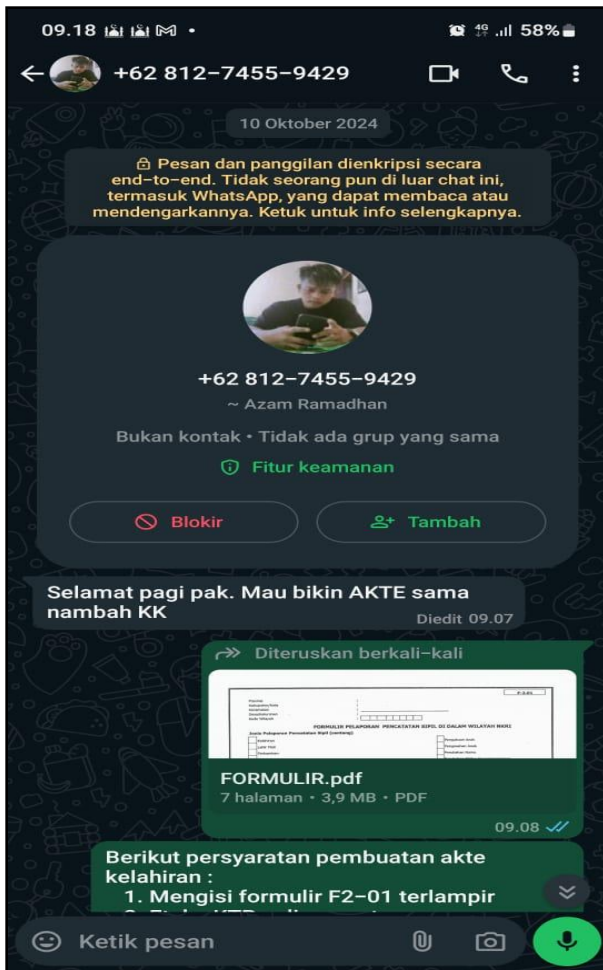 09.18
4G
58%
+62 812-7455-9429
10 Oktober 2024
Pesan dan panggilan dienkripsi secara
end-to-end. Tidak seorang pun di luar chat ini,
termasuk WhatsApp, yang dapat membaca atau
mendengarkannya. Ketuk untuk info selengkapnya.
+62 812-7455-9429
~ Azam Ramadhan
Bukan kontak • Tidak ada grup yang sama
Fitur keamanan
Blokir
Tambah
Selamat pagi pak. Mau bikin AKTE sama
nambah KK
Diedit 09.07
Diteruskan berkali-kali
F-2.01
FORMULIR PELAPORAN PENCATATAN SIPIL DI DALAM WILAYAH NKRI
FORMULIR.pdf
7 halaman • 3,9 MB • PDF
09.08
Berikut persyaratan pembuatan akte
kelahiran :
1. Mengisi formulir F2-01 terlampir
Ketik pesan